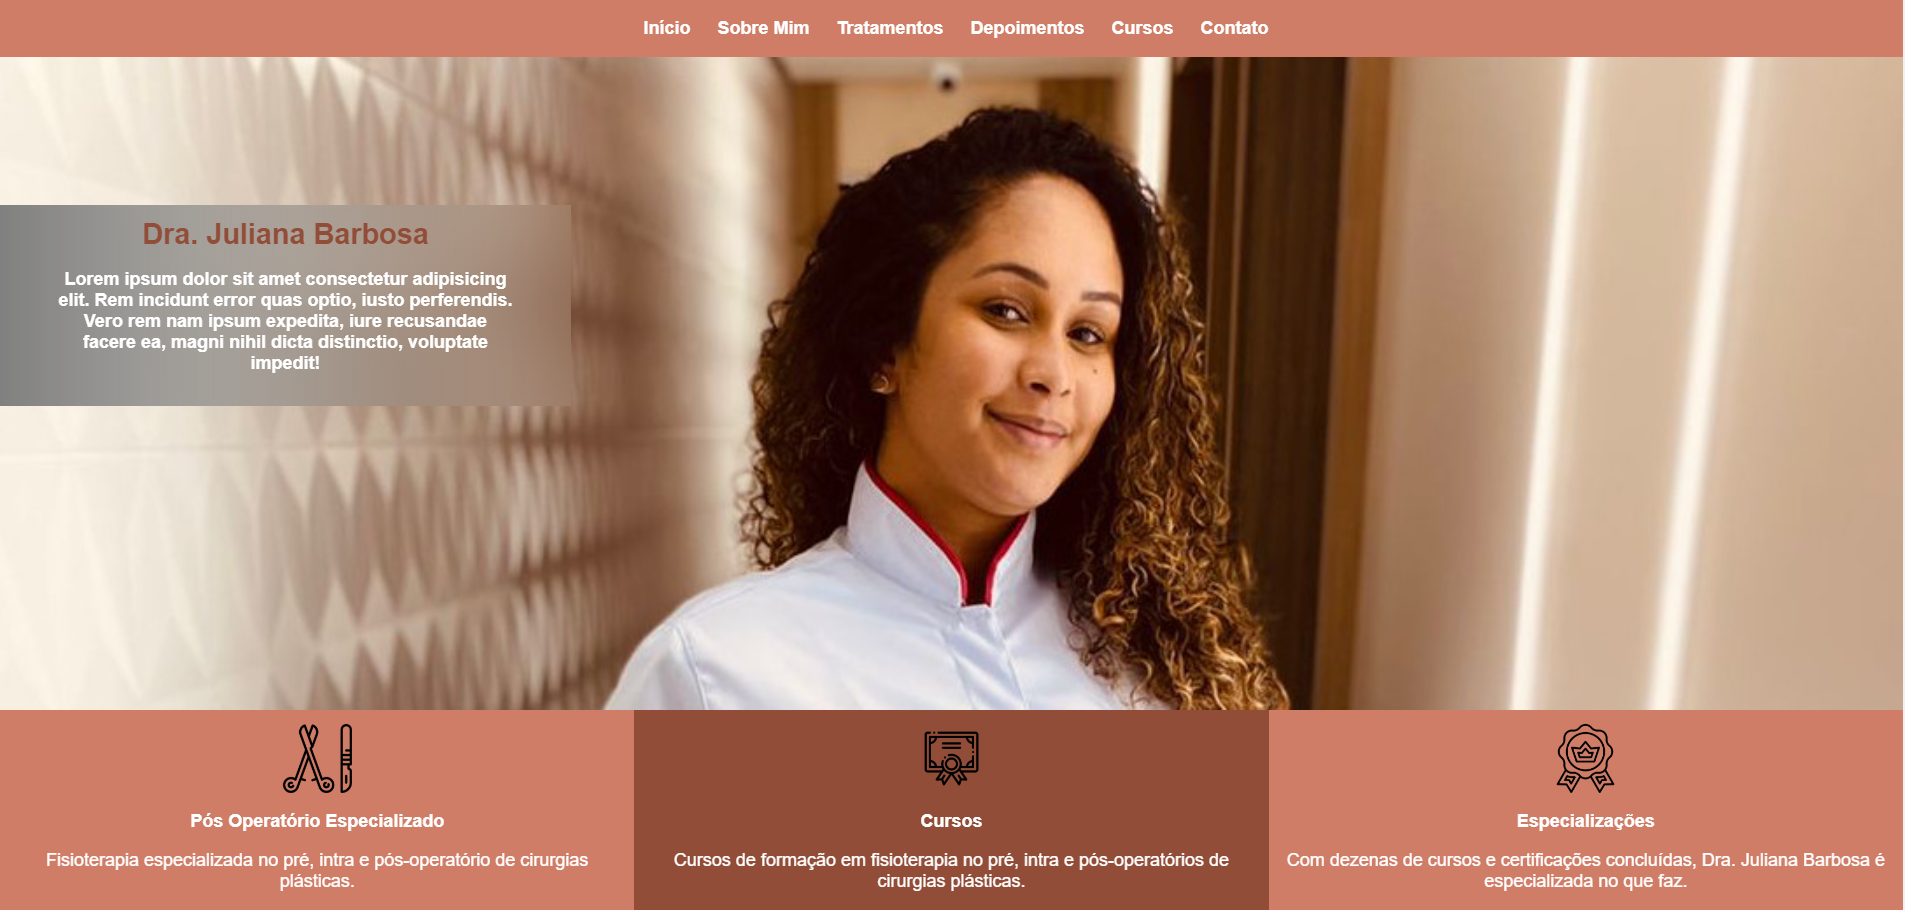 Início Sobre Mim Tratamentos Depoimentos Cursos Contato
Dra. Juliana Barbosa
Lorem ipsum dolor sit amet consectetur adipisicing
elit. Rem incidunt error quas optio, iusto perferendis.
Vero rem nam ipsum expedita, iure recusandae
facere ea, magni nihil dicta distinctio, voluptate
impedit!
Pós Operatório Especializado
Fisioterapia especializada no pré, intra e pós-operatório de cirurgias
plásticas.
Cursos
Cursos de formação em fisioterapia no pré, intra e pós-operatórios de
cirurgias plásticas.
Especializações
Com dezenas de cursos e certificações concluídas, Dra. Juliana Barbosa é
especializada no que faz.